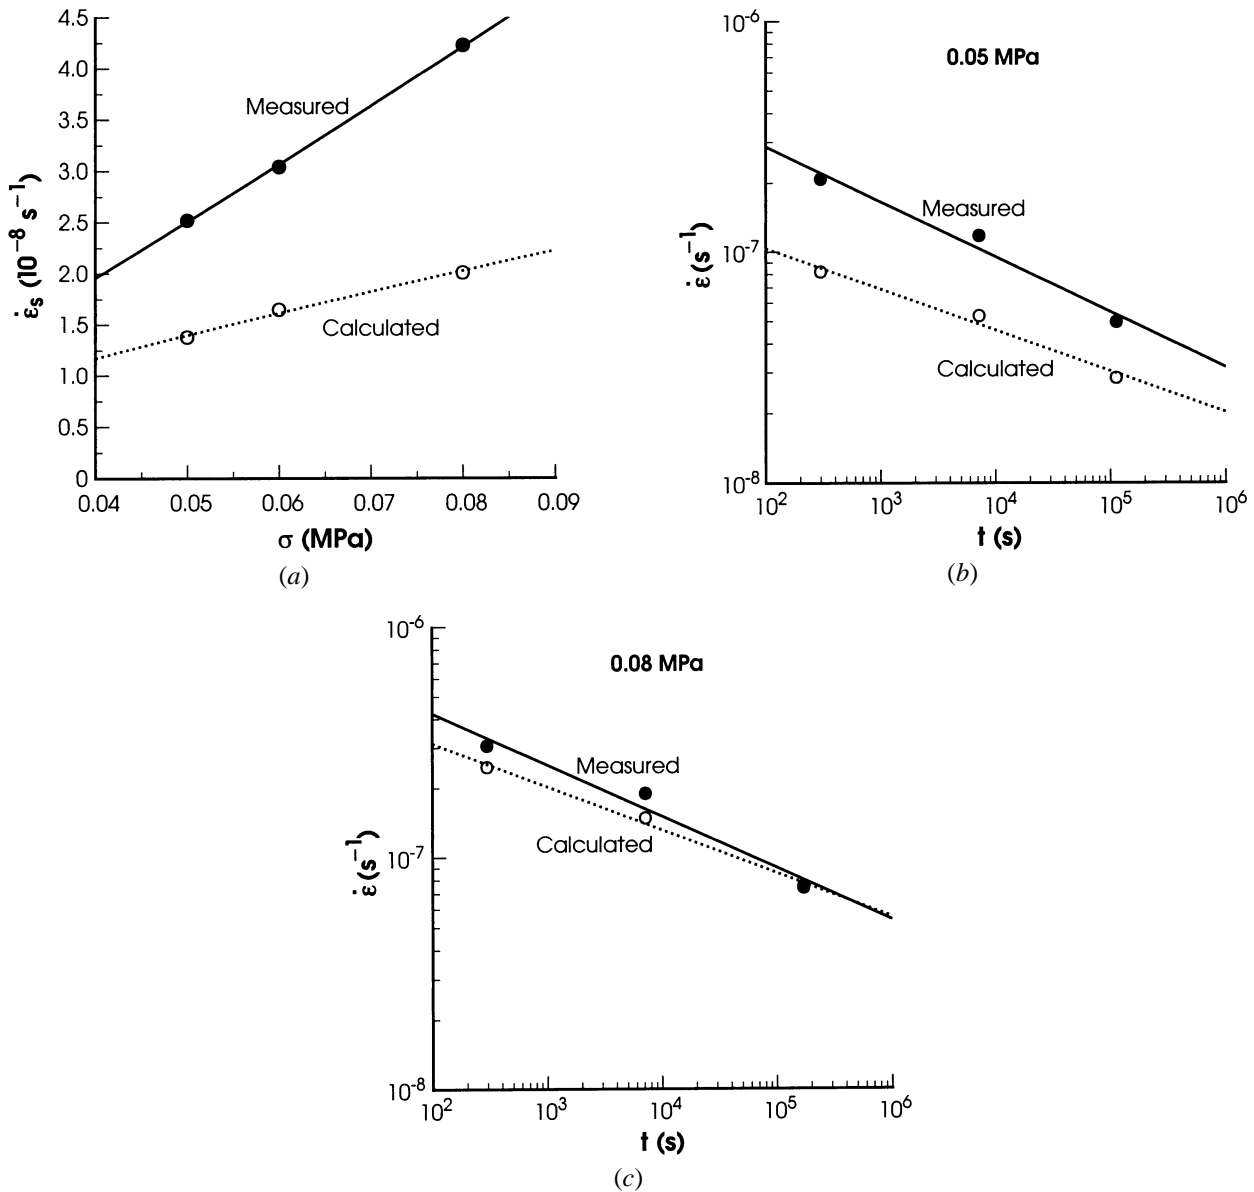 4.5
4.0
3.5
3.0
2.5
2.0
1.5
1.0
0.5
0
ε̇s (10−8 s−1)
Measured
Calculated
0.04 0.05 0.06 0.07 0.08 0.09
σ (MPa)
(a)
10-6
10-7
10-8
ε̇ (s−1)
0.05 MPa
Measured
Calculated
10² 10³ 10⁴ 10⁵ 10⁶
t (s)
(b)
10-6
10-7
10-8
ε̇ (s−1)
0.08 MPa
Measured
Calculated
10² 10³ 10⁴ 10⁵ 10⁶
t (s)
(c)